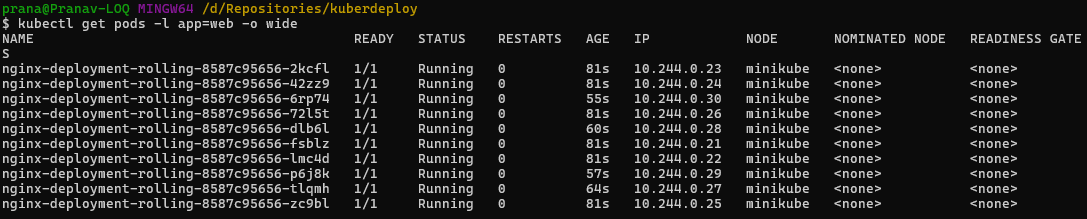 prana@Pranav-LOQ MINGW64 /d/Repositories/kuberdeploy
$ kubectl get pods -l app=web -o wide
NAME                                        READY   STATUS    RESTARTS   AGE   IP            NODE       NOMINATED NODE   READINESS GATE
S
nginx-deployment-rolling-8587c95656-2kcfl   1/1     Running   0          81s   10.244.0.23   minikube   <none>           <none>
nginx-deployment-rolling-8587c95656-42zz9   1/1     Running   0          81s   10.244.0.24   minikube   <none>           <none>
nginx-deployment-rolling-8587c95656-6rp74   1/1     Running   0          55s   10.244.0.30   minikube   <none>           <none>
nginx-deployment-rolling-8587c95656-72l5t   1/1     Running   0          81s   10.244.0.26   minikube   <none>           <none>
nginx-deployment-rolling-8587c95656-dlb6l   1/1     Running   0          60s   10.244.0.28   minikube   <none>           <none>
nginx-deployment-rolling-8587c95656-fsblz   1/1     Running   0          81s   10.244.0.21   minikube   <none>           <none>
nginx-deployment-rolling-8587c95656-lmc4d   1/1     Running   0          81s   10.244.0.22   minikube   <none>           <none>
nginx-deployment-rolling-8587c95656-p6j8k   1/1     Running   0          57s   10.244.0.29   minikube   <none>           <none>
nginx-deployment-rolling-8587c95656-tlqmh   1/1     Running   0          64s   10.244.0.27   minikube   <none>           <none>
nginx-deployment-rolling-8587c95656-zc9bl   1/1     Running   0          81s   10.244.0.25   minikube   <none>           <none>